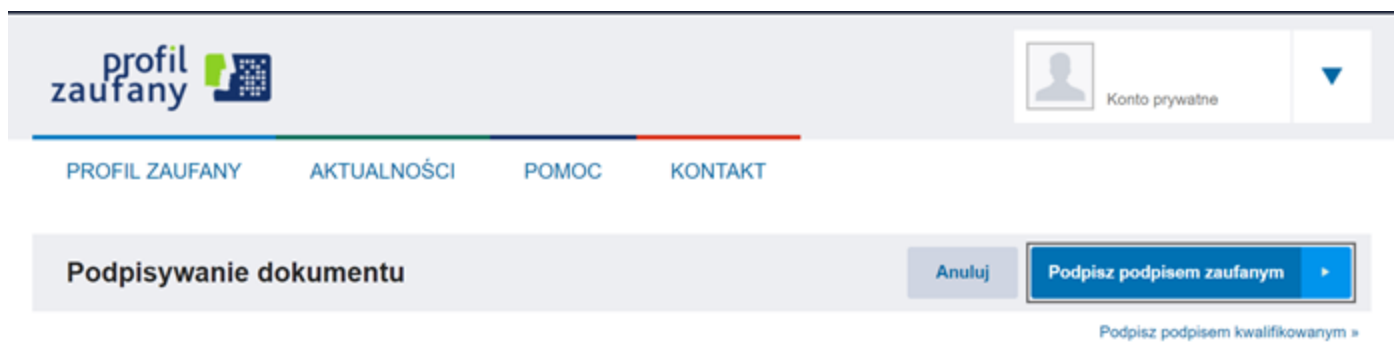 profil
zaufany
Konto prywatne
PROFIL ZAUFANY AKTUALNOŚCI POMOC KONTAKT
Podpisywanie dokumentu Anuluj Podpisz podpisem zaufanym
Podpisz podpisem kwalifikowanym »